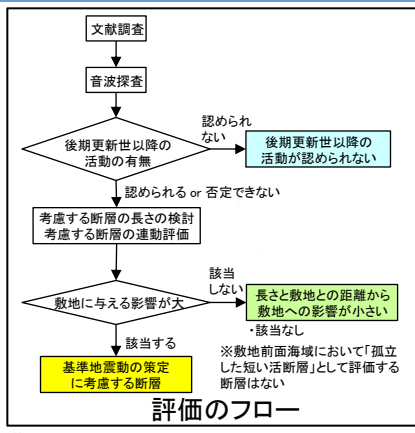 文献調査
音波探査
後期更新世以降の
活動の有無
認められ
ない
後期更新世以降の
活動が認められない
認められる or 否定できない
考慮する断層の長さの検討
考慮する断層の連動評価
敷地に与える影響が大
該当
しない
長さと敷地との距離から
敷地への影響が小さい
・該当なし
該当する
※敷地前面海域において「孤立
した短い活断層」として評価する
断層はない
基準地震動の策定
に考慮する断層
評価のフロー